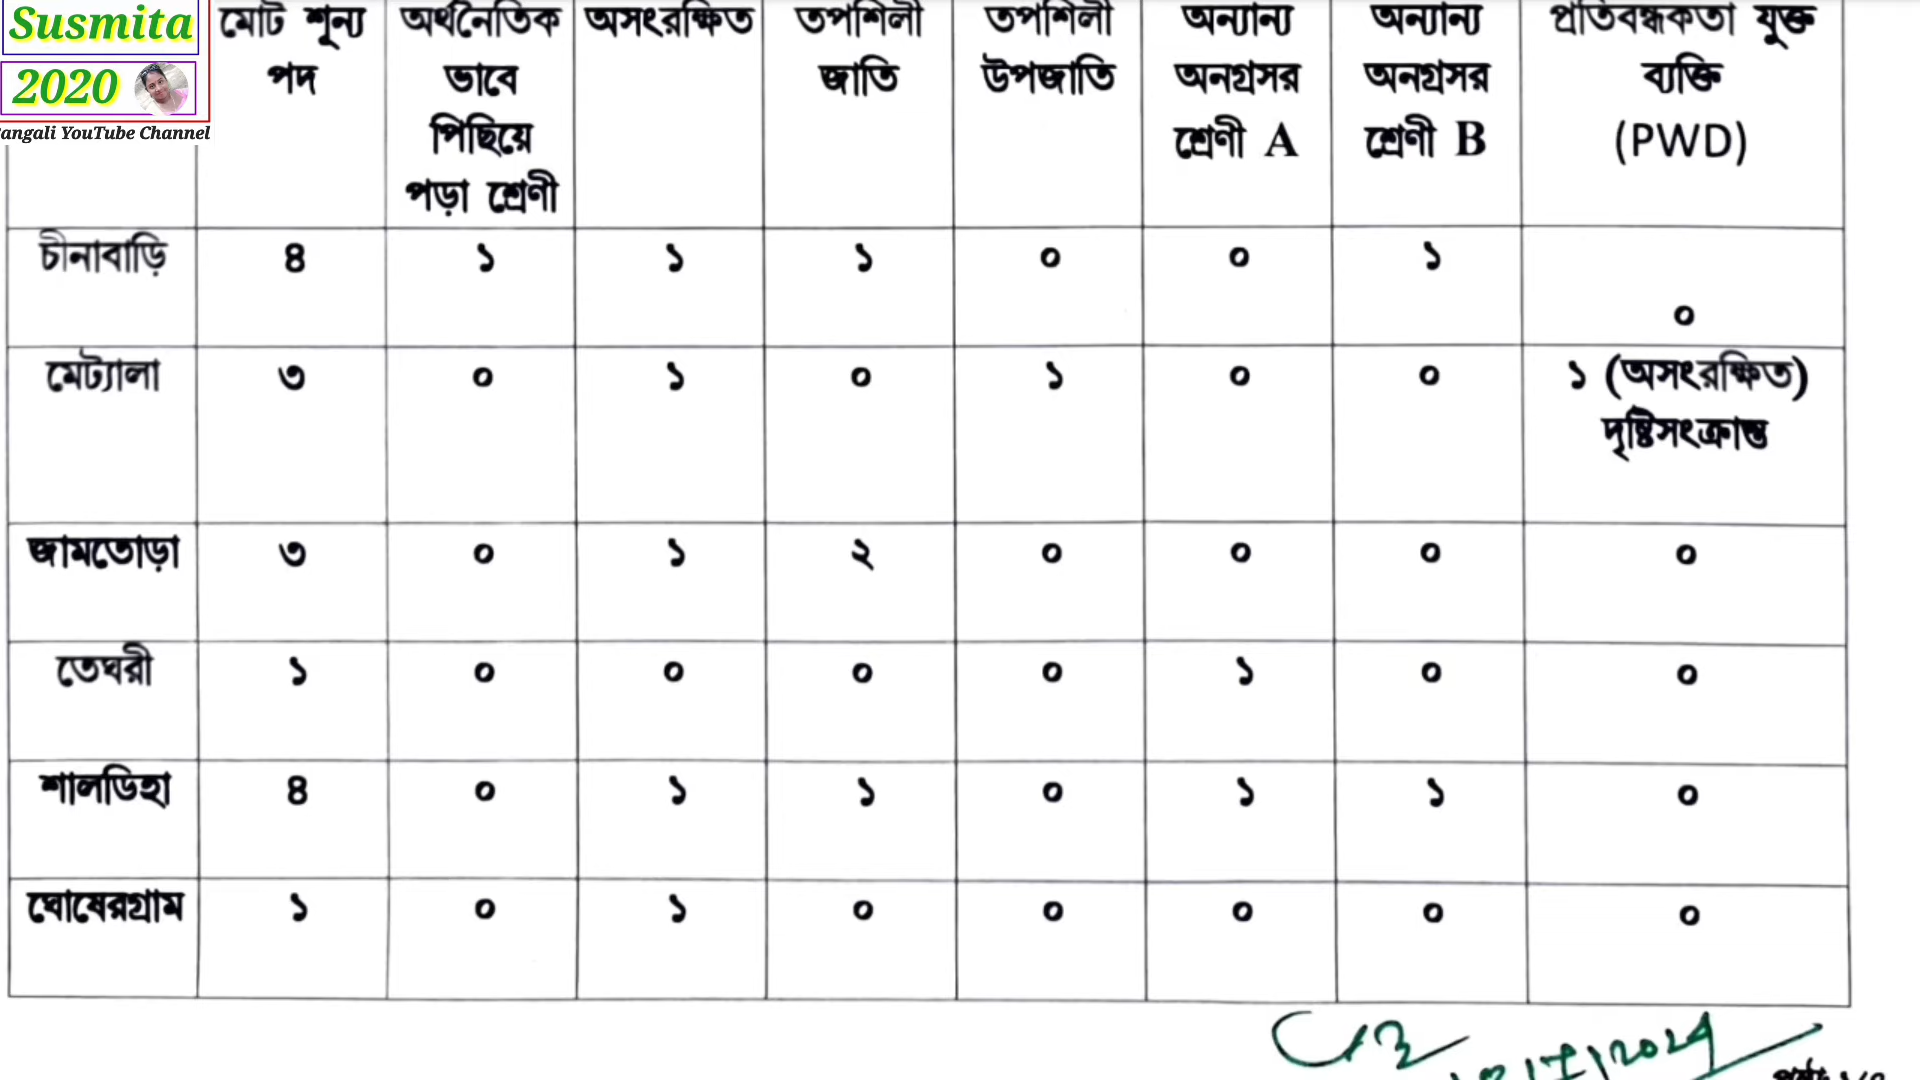 Susmita
2020
angali YouTube Channel
মোট শূন্য পদ
অর্থনৈতিক ভাবে পিছিয়ে পড়া শ্রেণী
অসংরক্ষিত
তপশিলী জাতি
তপশিলী উপজাতি
অন্যান্য অনগ্রসর শ্রেণী A
অন্যান্য অনগ্রসর শ্রেণী B
প্রতিবন্ধকতা যুক্ত ব্যক্তি (PWD)
চীনাবাড়ি ৪ ১ ১ ১ ০ ০ ১ ০
মেট্যালা ৩ ০ ১ ০ ১ ০ ০ ১ (অসংরক্ষিত)
দৃষ্টিসংক্রান্ত
জামতোড়া ৩ ০ ১ ২ ০ ০ ০ ০
তেঘরী ১ ০ ০ ০ ০ ১ ০ ০
শালডিহা ৪ ০ ১ ১ ০ ১ ১ ০
ঘোষেরগ্রাম ১ ০ ১ ০ ০ ০ ০ ০